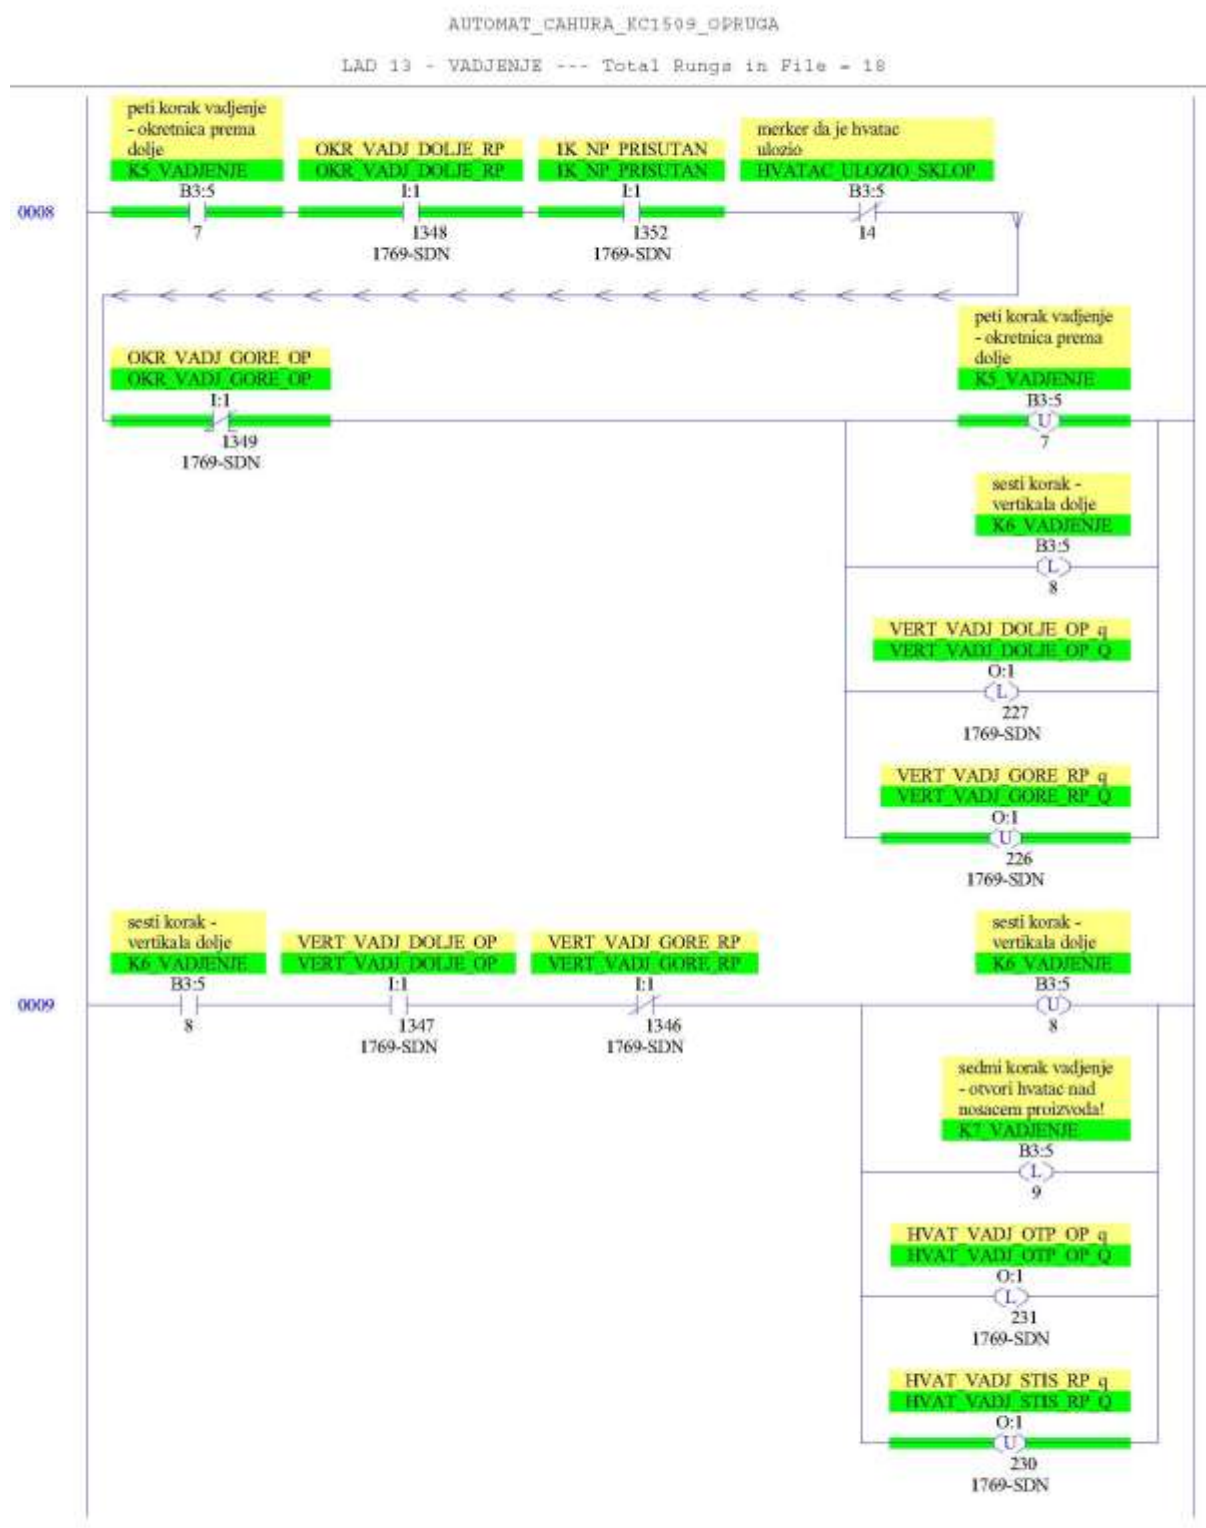 AUTOMAT_CAHURA_KC1509_OPRUGA
LAD 13 - VADJENJE --- Total Rungs in File = 18
peti korak vadjenje
- okretnica prema
dolje
K5_VADJENJE
B3:5
7
OKR_VADJ_DOLJE_RP
OKR_VADJ_DOLJE_RP
I:1
1348
1769-SDN
1K_NP_PRISUTAN
1K_NP_PRISUTAN
I:1
1352
1769-SDN
merker da je hvatac
ulozio
HVATAC_ULOZIO_SKLOP
B3:5
14
0008
OKR_VADJ_GORE_OP
OKR_VADJ_GORE_OP
I:1
1349
1769-SDN
peti korak vadjenje
- okretnica prema
dolje
K5_VADJENJE
B3:5
U
7
sesti korak -
vertikala dolje
K6_VADJENJE
B3:5
L
8
VERT_VADJ_DOLJE_OP_q
VERT_VADJ_DOLJE_OP_Q
O:1
L
227
1769-SDN
VERT_VADJ_GORE_RP_q
VERT_VADJ_GORE_RP_Q
O:1
U
226
1769-SDN
0009
sesti korak -
vertikala dolje
K6_VADJENJE
B3:5
8
VERT_VADJ_DOLJE_OP
VERT_VADJ_DOLJE_OP
I:1
1347
1769-SDN
VERT_VADJ_GORE_RP
VERT_VADJ_GORE_RP
I:1
1346
1769-SDN
sesti korak -
vertikala dolje
K6_VADJENJE
B3:5
U
8
sedmi korak vadjenje
- otvori hvatac nad
nosacem proizvoda!
K7_VADJENJE
B3:5
L
9
HVAT_VADJ_OTP_OP_q
HVAT_VADJ_OTP_OP_Q
O:1
L
231
1769-SDN
HVAT_VADJ_STIS_RP_q
HVAT_VADJ_STIS_RP_Q
O:1
U
230
1769-SDN